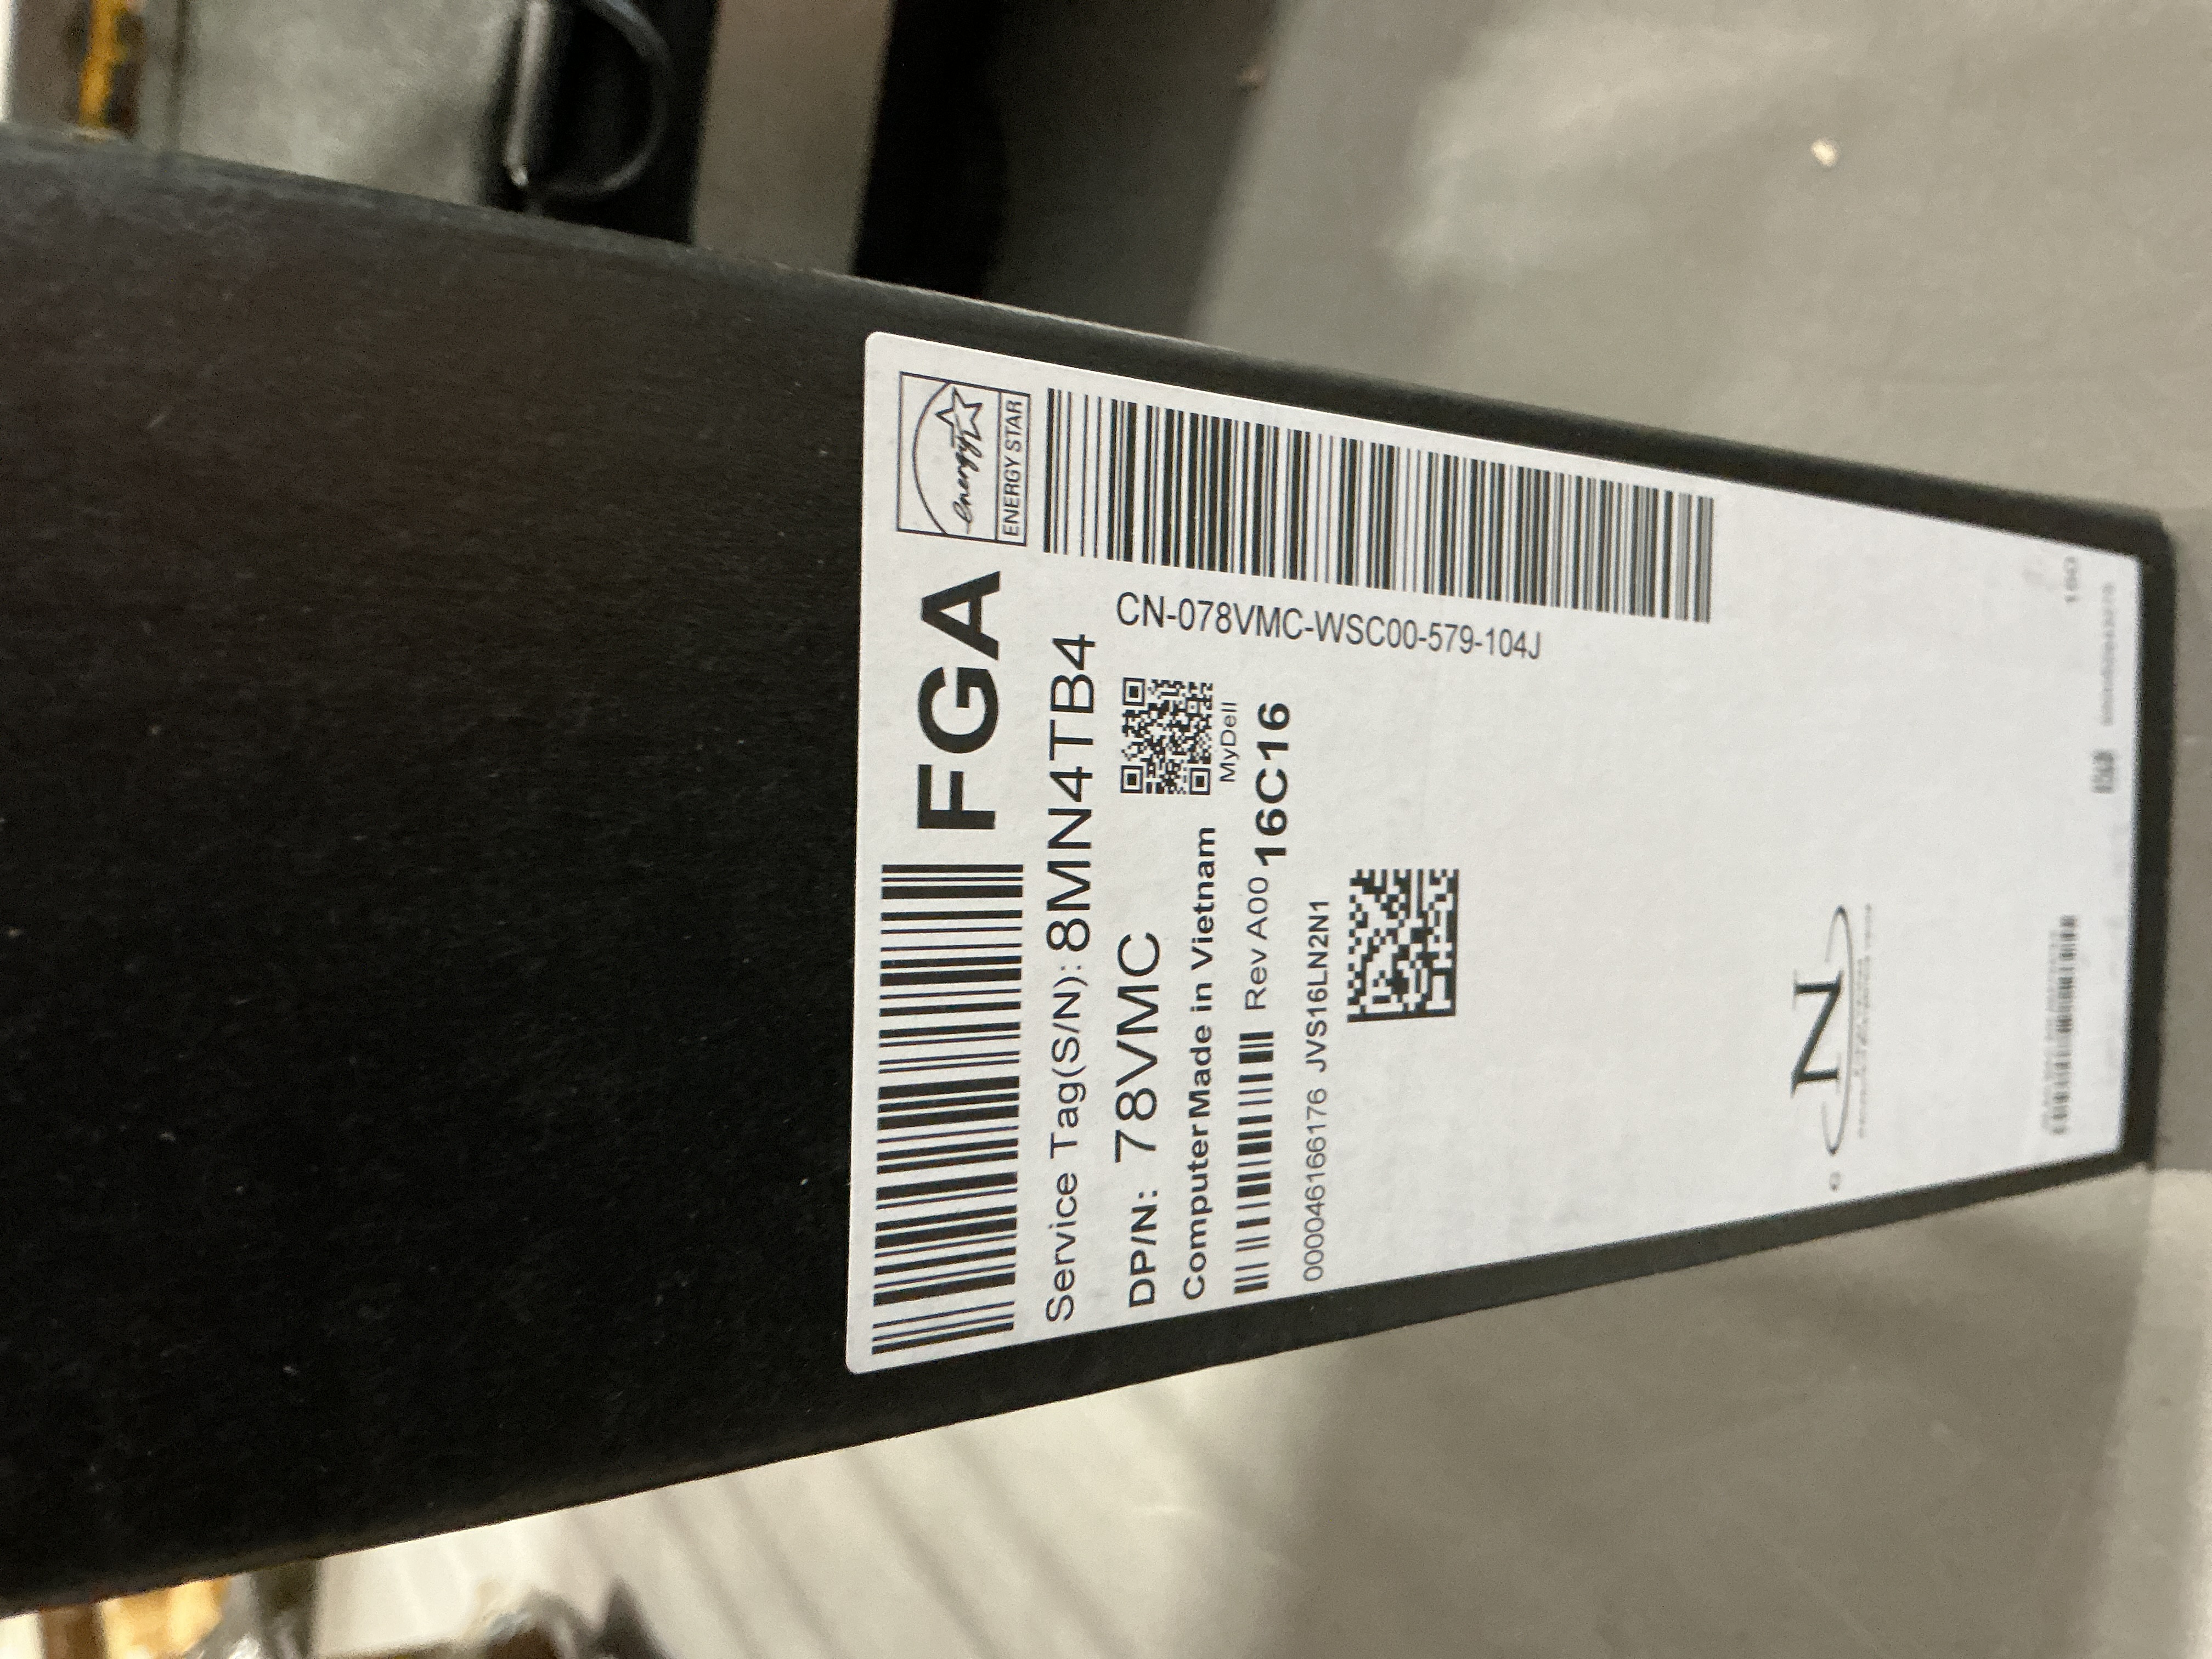 FGA
energy
ENERGY STAR
Service Tag(S/N): 8MN4TB4
DP/N: 78VMC
CN-078VMC-WSC00-579-104J
Computer Made in Vietnam
MyDell
Rev A00 16C16
000046166176 JVS16LN2N1
N